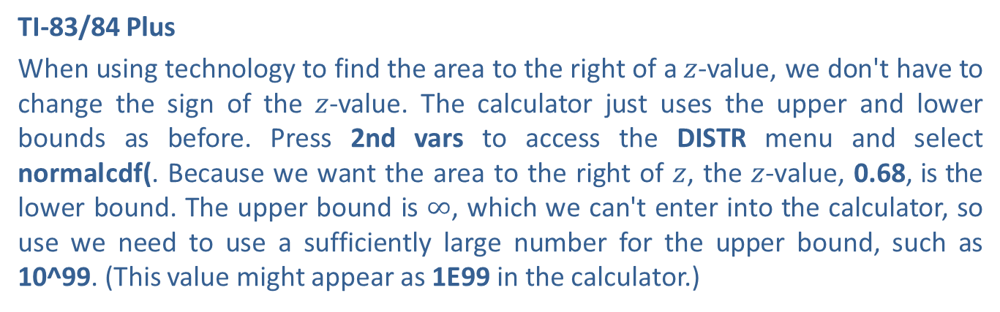 TI-83/84 Plus
When using technology to find the area to the right of a z-value, we don't have to
change the sign of the z-value. The calculator just uses the upper and lower
bounds as before. Press 2nd vars to access the DISTR menu and select
normalcdf(. Because we want the area to the right of z, the z-value, 0.68, is the
lower bound. The upper bound is ∞, which we can't enter into the calculator, so
use we need to use a sufficiently large number for the upper bound, such as
10^99. (This value might appear as 1E99 in the calculator.)